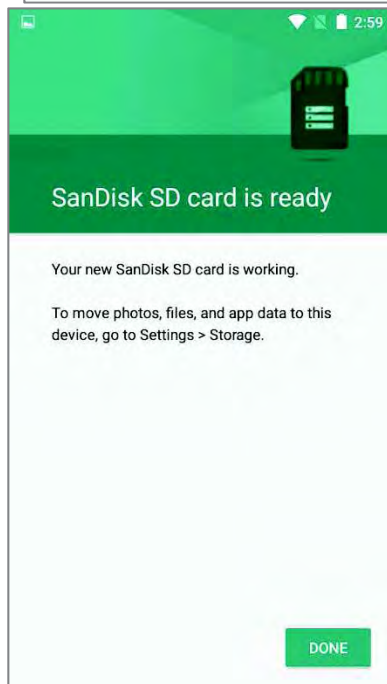 2:59
SanDisk SD card is ready
Your new SanDisk SD card is working.
To move photos, files, and app data to this
device, go to Settings > Storage.
DONE